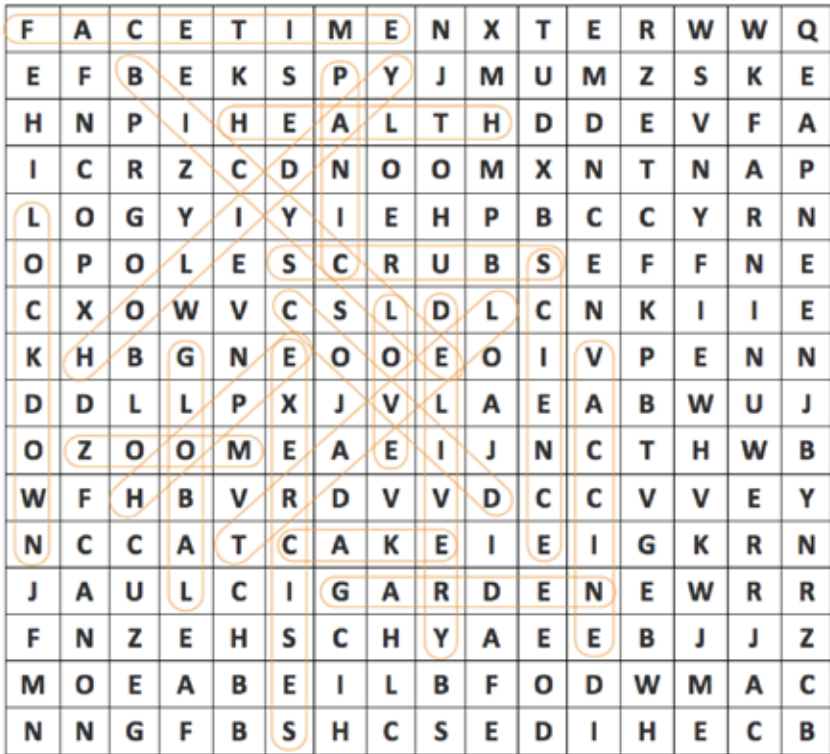 F A C E T I M E N X T E R W W Q
E F B E K S P Y J M U M Z S K E
H N P I H E A L T H D D E V F A
I C R Z C D N O O M X N T N A P
L O G Y I Y I E H P B C C Y R N
O P O L E S C R U B S E F F N E
C X O W V C S L D L C N K I I E
K H B G N E O O E O I V P E N N
D D L L P X J V L A E A B W U J
O Z O O M E A E I J N C T H W B
W F H B V R D V V D C C V V E Y
N C C A T C A K E I E I G K R N
J A U L C I G A R D E N E W R R
F N Z E H S C H Y A E E B J J Z
M O E A B E I L B F O D W M A C
N N G F B S H C S E D I H E C B